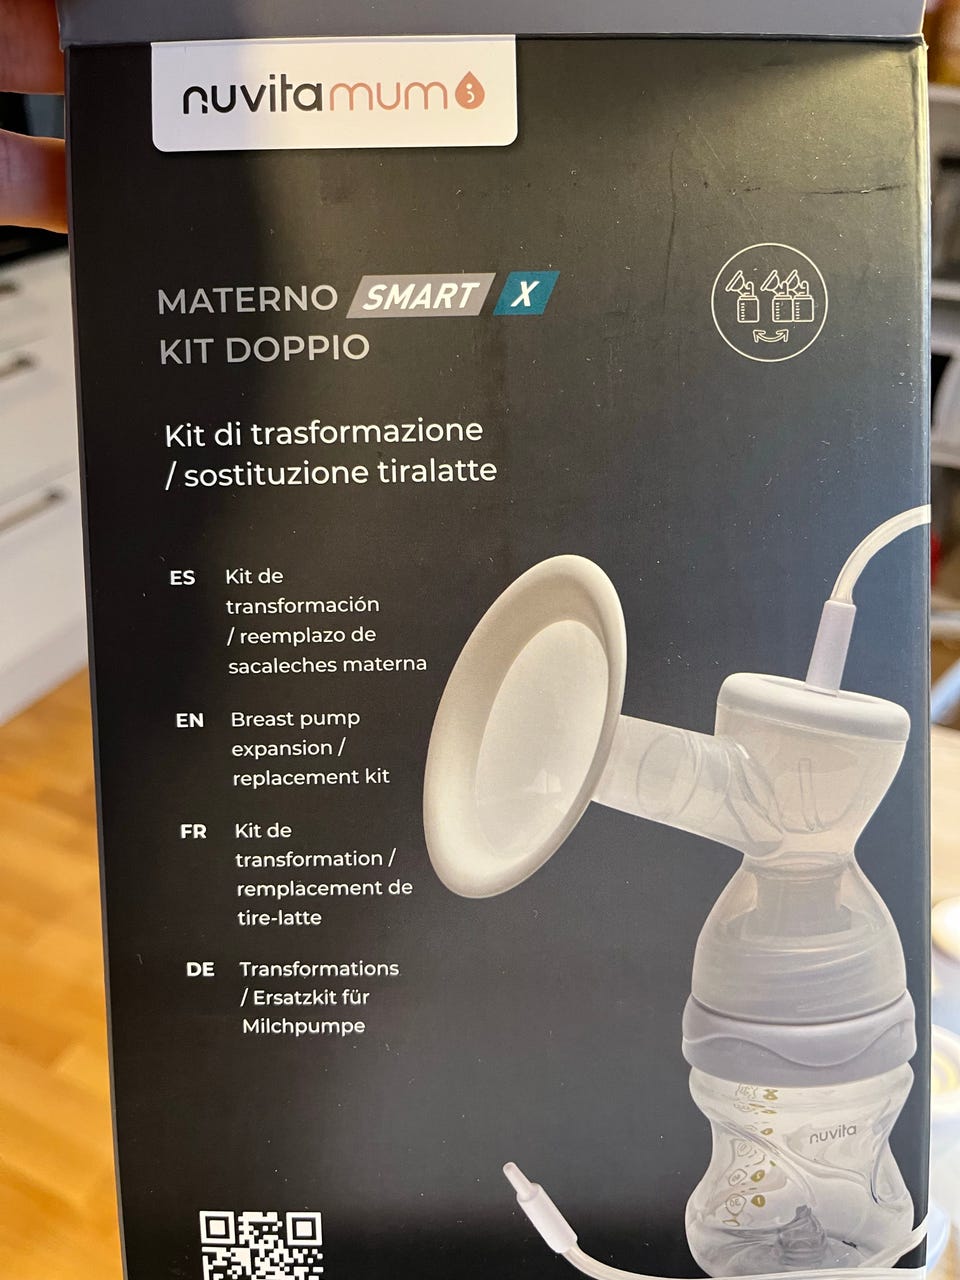 nuvitamum
MATERNO SMART X
KIT DOPPIO
Kit di trasformazione
/ sostituzione tiralatte
ES Kit de
transformación
/ reemplazo de
sacaleches materna
EN Breast pump
expansion /
replacement kit
FR Kit de
transformation /
remplacement de
tire-latte
DE Transformations
/ Ersatzkit für
Milchpumpe
nuvita